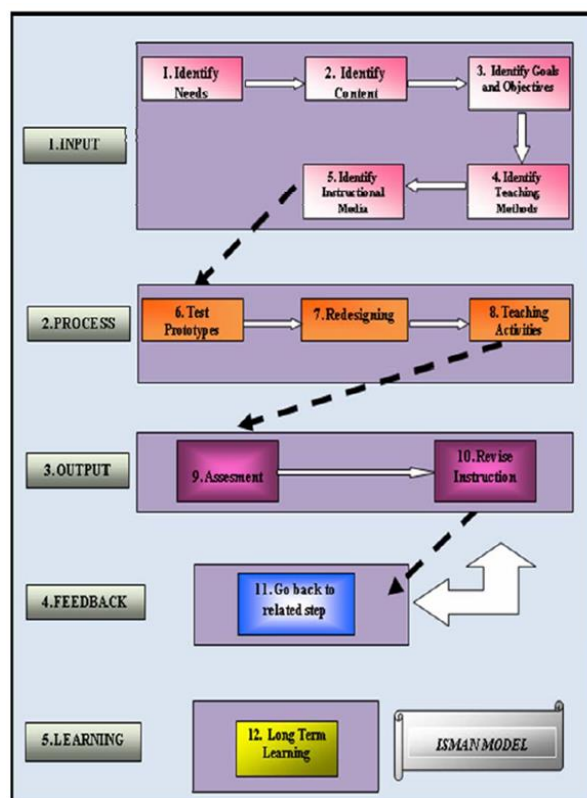 1.INPUT
1. Identify
Needs
2. Identify
Content
3. Identify Goals
and Objectives
4. Identify
Teaching
Methods
5. Identify
Instructional
Media
2.PROCESS
6. Test
Prototypes
7.Redesigning
8. Teaching
Activities
3.OUTPUT
9.Assesment
10.Revise
Instruction
4.FEEDBACK
11. Go back to
related step
5.LEARNING
12. Long Term
Learning
ISMAN MODEL